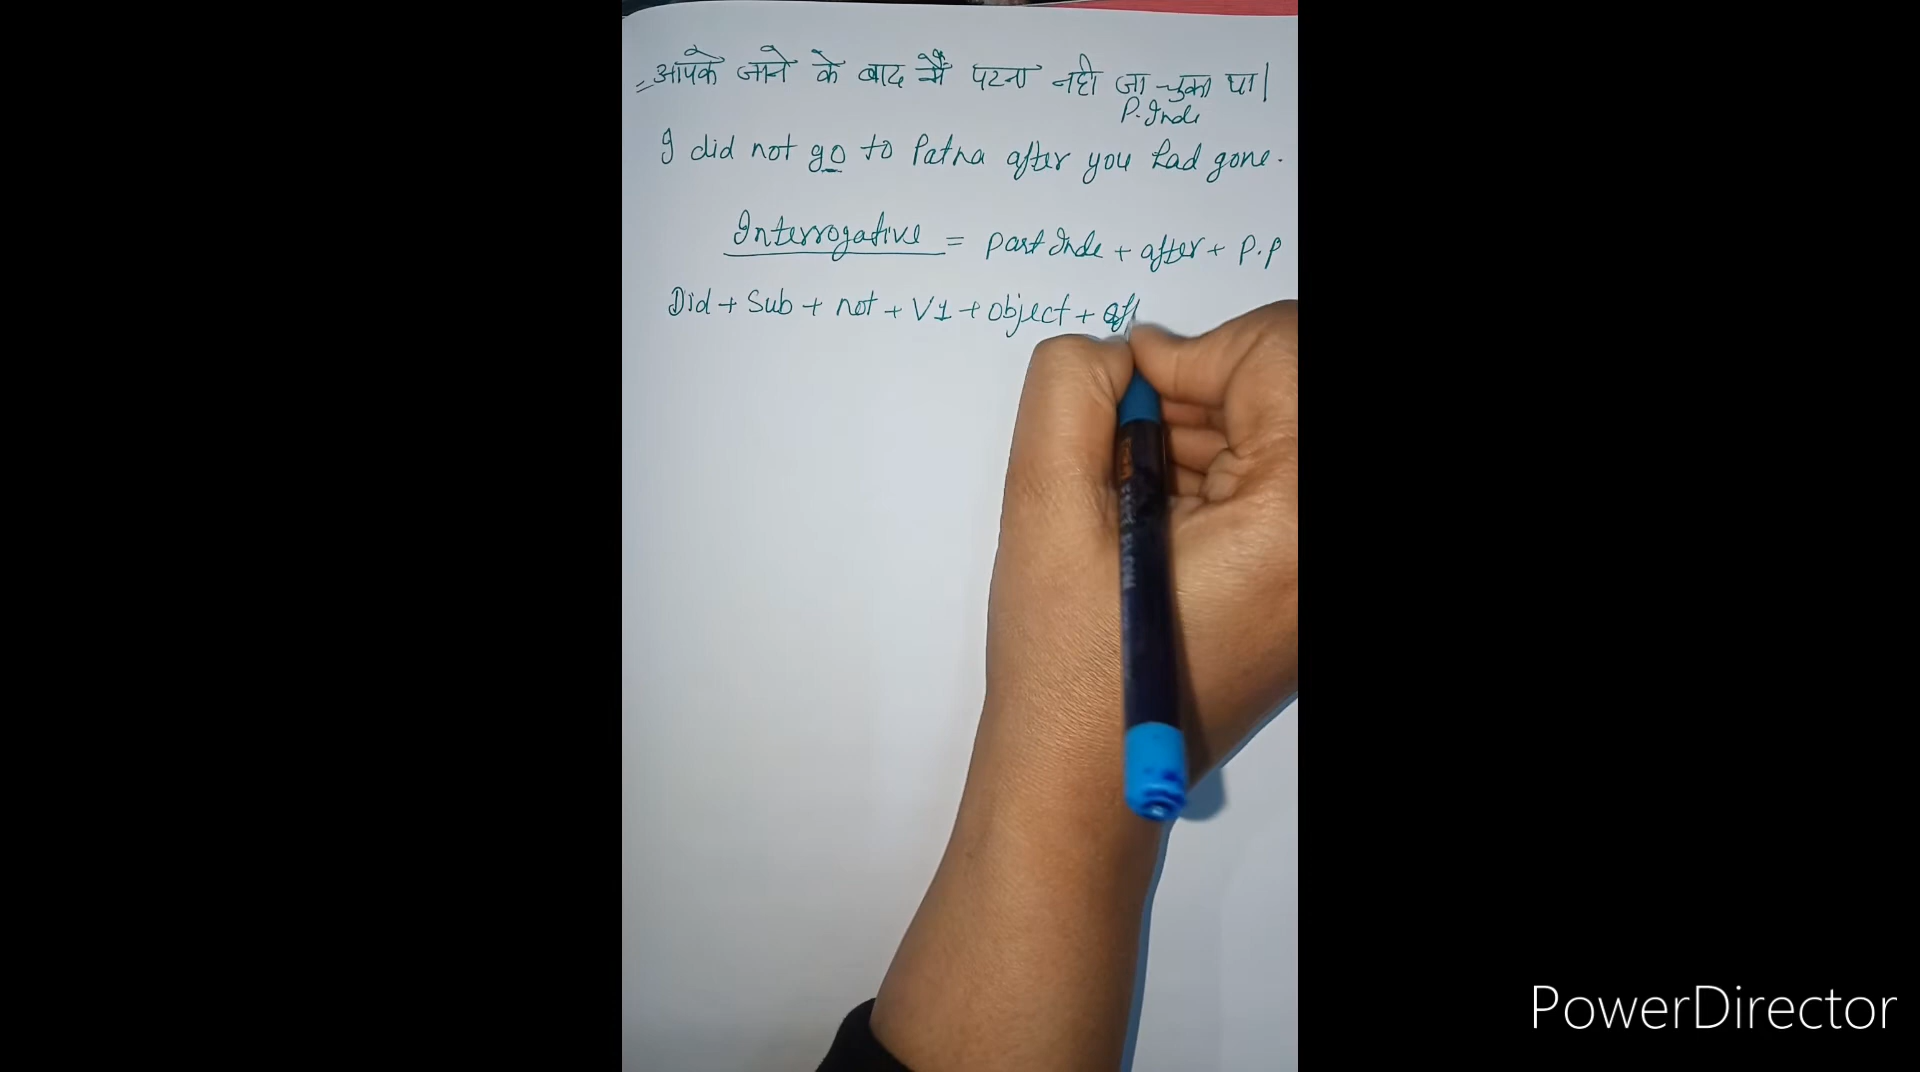 = आपके जाने के बाद मैं पटना नही जा चुका था|
P. Inde
I did not go to Patna after you had gone.
Interrogative = Past Inde + after + P.P
Did + Sub + not + V1 + object + aft
PowerDirector